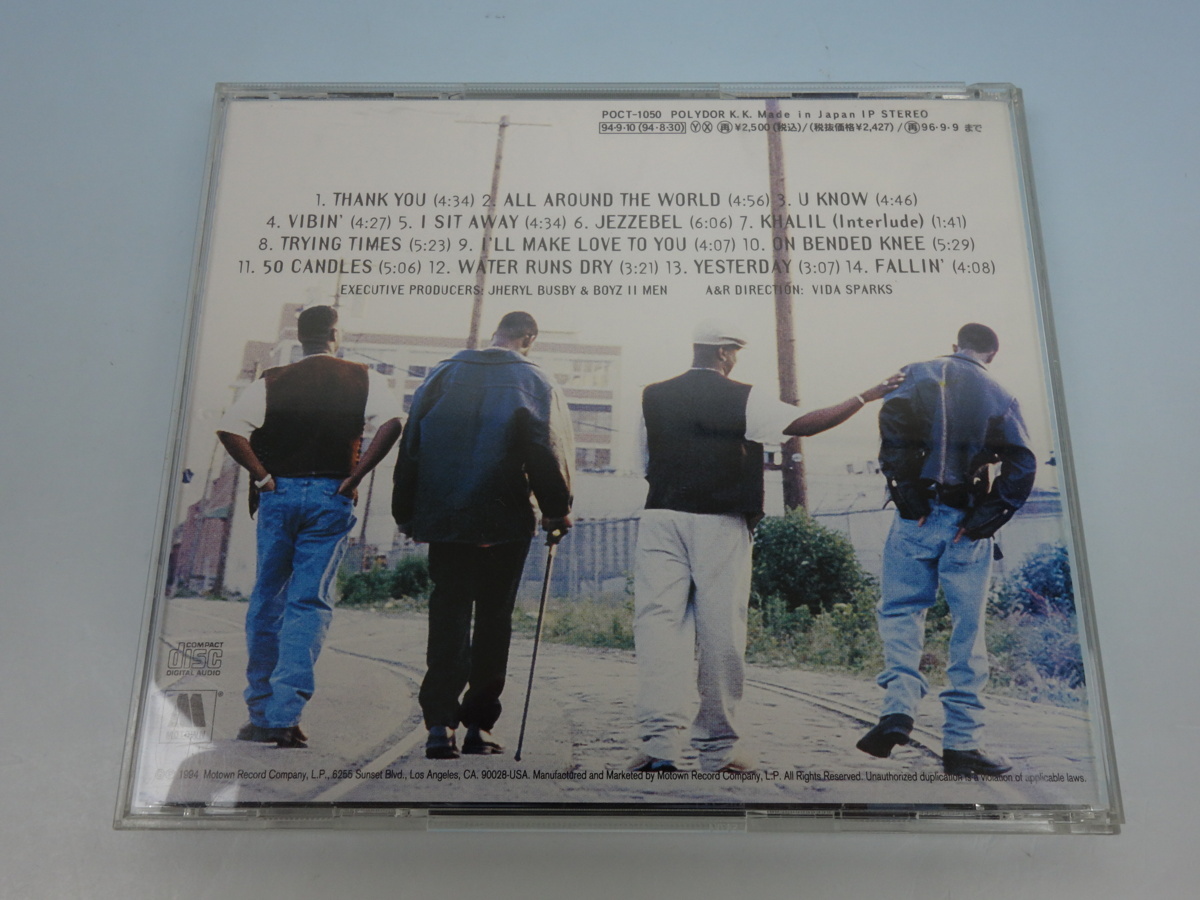 POCT-1050 POLYDOR K.K. Made in Japan IP STEREO
94・9・10 (94・8・30) Ⓨ Ⓧ 再 ¥2,500 (税込)/(税抜価格¥2,427) / 再 96・9・9 まで
1. THANK YOU (4:34) 2. ALL AROUND THE WORLD (4:56) 3. U KNOW (4:46)
4. VIBIN' (4:27) 5. I SIT AWAY (4:34) 6. JEZZEBEL (6:06) 7. KHALIL (Interlude) (1:41)
8. TRYING TIMES (5:23) 9. I'LL MAKE LOVE TO YOU (4:07) 10. ON BENDED KNEE (5:29)
11. 50 CANDLES (5:06) 12. WATER RUNS DRY (3:21) 13. YESTERDAY (3:07) 14. FALLIN' (4:08)
EXECUTIVE PRODUCERS: JHERYL BUSBY & BOYZ II MEN A&R DIRECTION: VIDA SPARKS
COMPACT
disc
DIGITAL AUDIO
M
MOTOWN
1994 Motown Record Company, L.P., 6255 Sunset Blvd., Los Angeles, CA. 90028-USA. Manufactured and Marketed by Motown Record Company, L.P. All Rights Reserved. Unauthorized duplication is a violation of applicable laws.